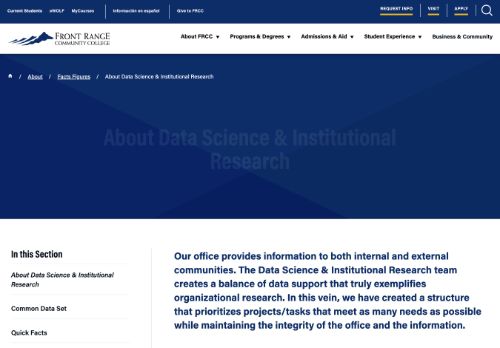 Current Students eWOLF MyCourses Información en español Give to FRCC REQUEST INFO VISIT APPLY
FRONT RANGE
COMMUNITY COLLEGE
About FRCC ▼ Programs & Degrees ▼ Admissions & Aid ▼ Student Experience ▼ Business & Community
/ About / Facts Figures / About Data Science & Institutional Research
About Data Science & Institutional
Research
In this Section
About Data Science & Institutional
Research
Common Data Set
Quick Facts
Our office provides information to both internal and external
communities. The Data Science & Institutional Research team
creates a balance of data support that truly exemplifies
organizational research. In this vein, we have created a structure
that prioritizes projects/tasks that meet as many needs as possible
while maintaining the integrity of the office and the information.